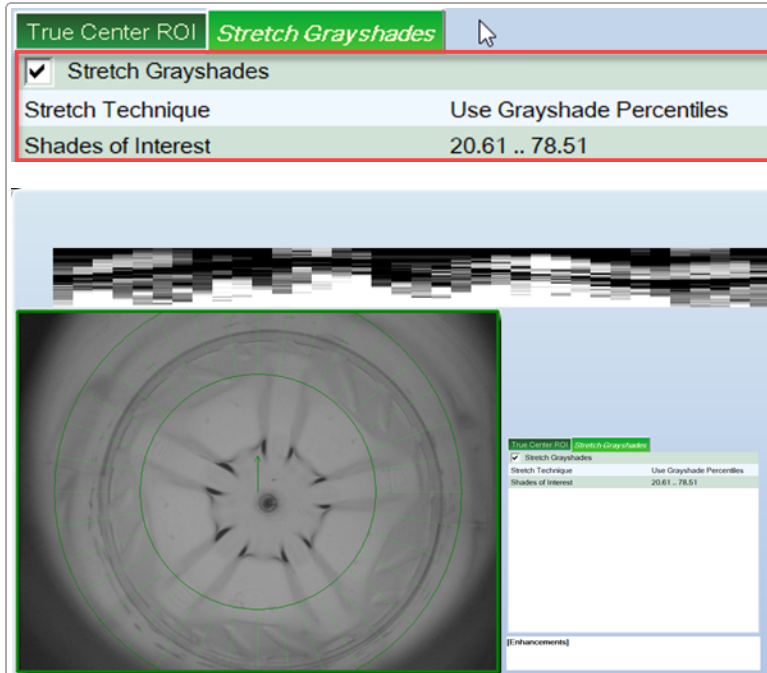 True Center ROI Stretch Grayshades
Stretch Grayshades
Stretch Technique Use Grayshade Percentiles
Shades of Interest 20.61 .. 78.51
True Center ROI Stretch Grayshades
Stretch Grayshades
Stretch Technique Use Grayshade Percentiles
Shades of Interest 20.61 .. 78.51
[Enhancements]